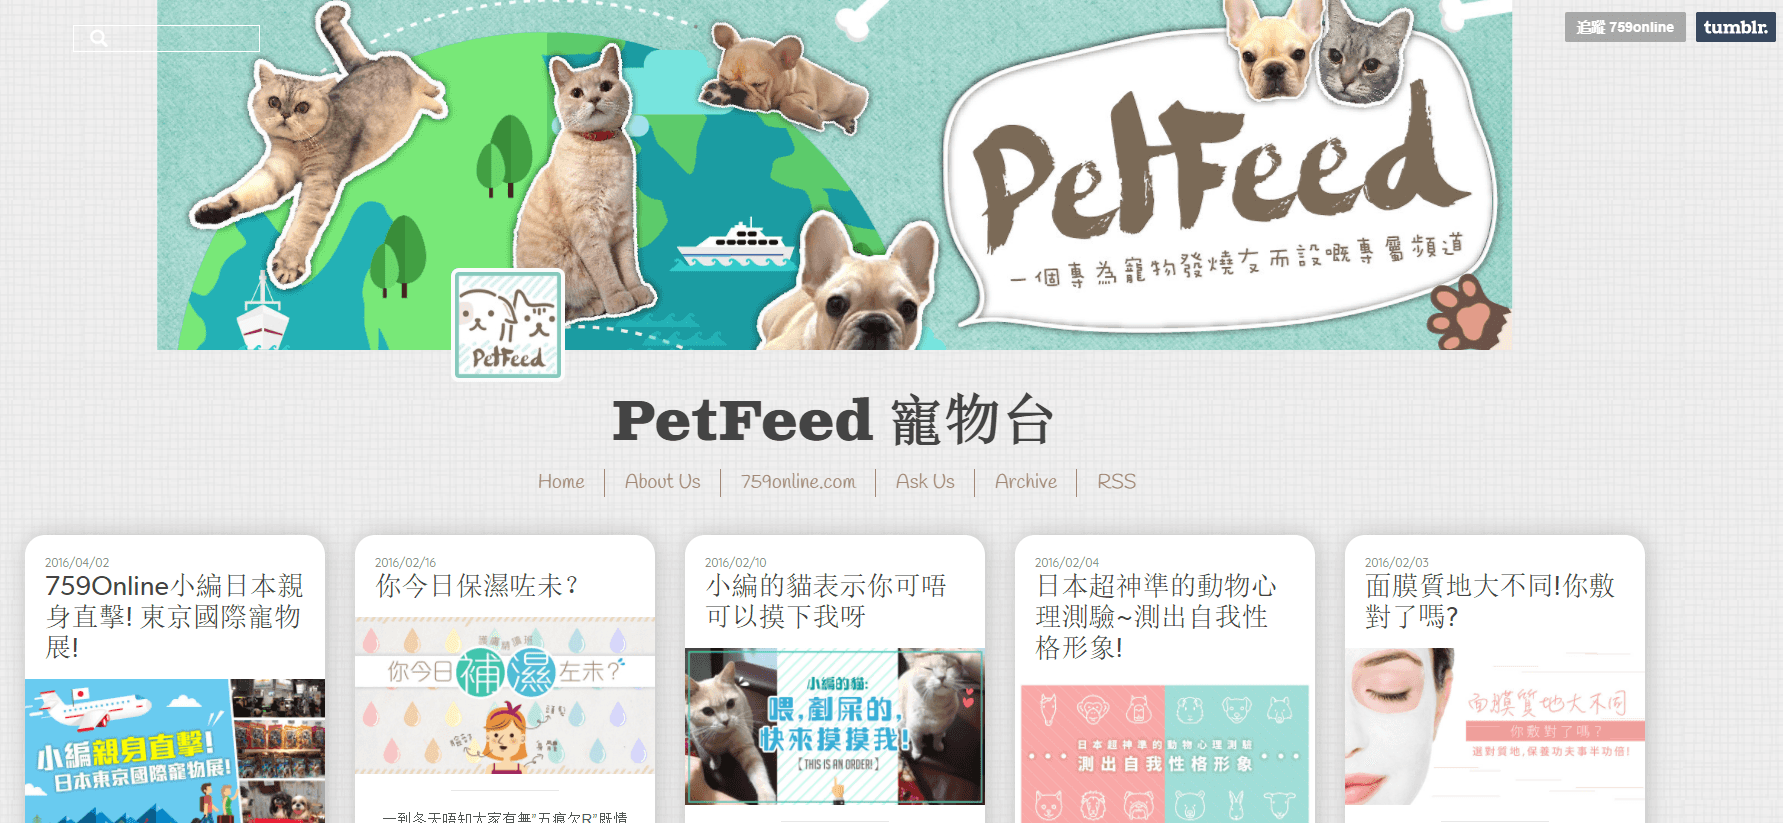 追蹤 759online
tumblr.
PetFeed
一個專為寵物發燒友而設嘅專屬頻道
PetFeed
PetFeed 寵物台
Home
About Us
759online.com
Ask Us
Archive
RSS
2016/04/02
759Online小編日本親
身直擊! 東京國際寵物
展!
小編親身直擊!
日本東京國際寵物展!
2016/02/16
你今日保濕咗未?
你今日補濕左未?
一到冬天唔知大家有無"五痕欠R"既情
2016/02/10
小編的貓表示你可唔
可以摸下我呀
小編的貓:
喂,剷屎的,
快來摸摸我!
【THIS IS AN ORDER!】
2016/02/04
日本超神準的動物心
理測驗~測出自我性
格形象!
日本超神準的動物心理測驗
測出自我性格形象
2016/02/03
面膜質地大不同!你敷
對了嗎?
面膜質地大不同
你敷對了嗎?
選對質地,保養功夫事半功倍!